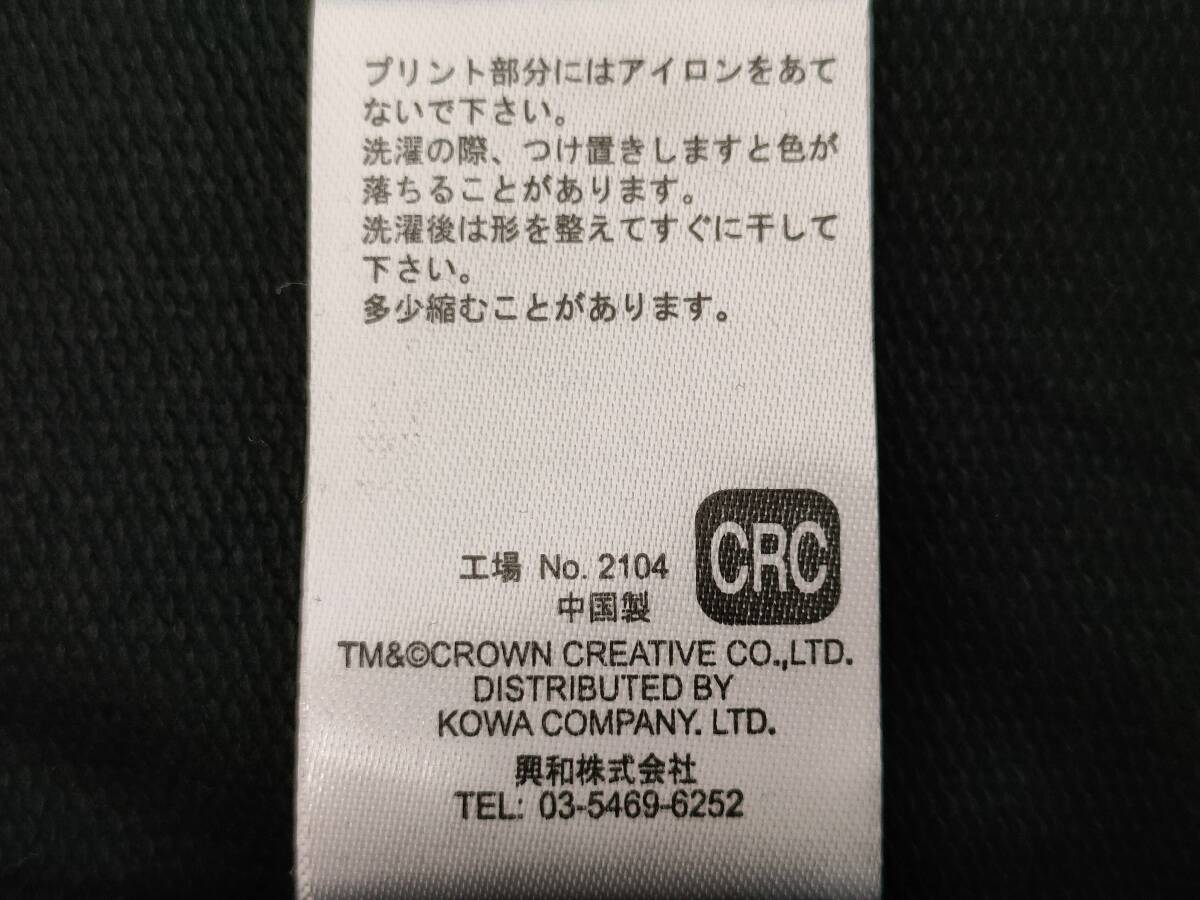 プリント部分にはアイロンをあて
ないで下さい。
洗濯の際、つけ置きしますと色が
落ちることがあります。
洗濯後は形を整えてすぐに干して
下さい。
多少縮むことがあります。
CRC
工場 No. 2104
中国製
TM&©CROWN CREATIVE CO.,LTD.
DISTRIBUTED BY
KOWA COMPANY. LTD.
興和株式会社
TEL: 03-5469-6252